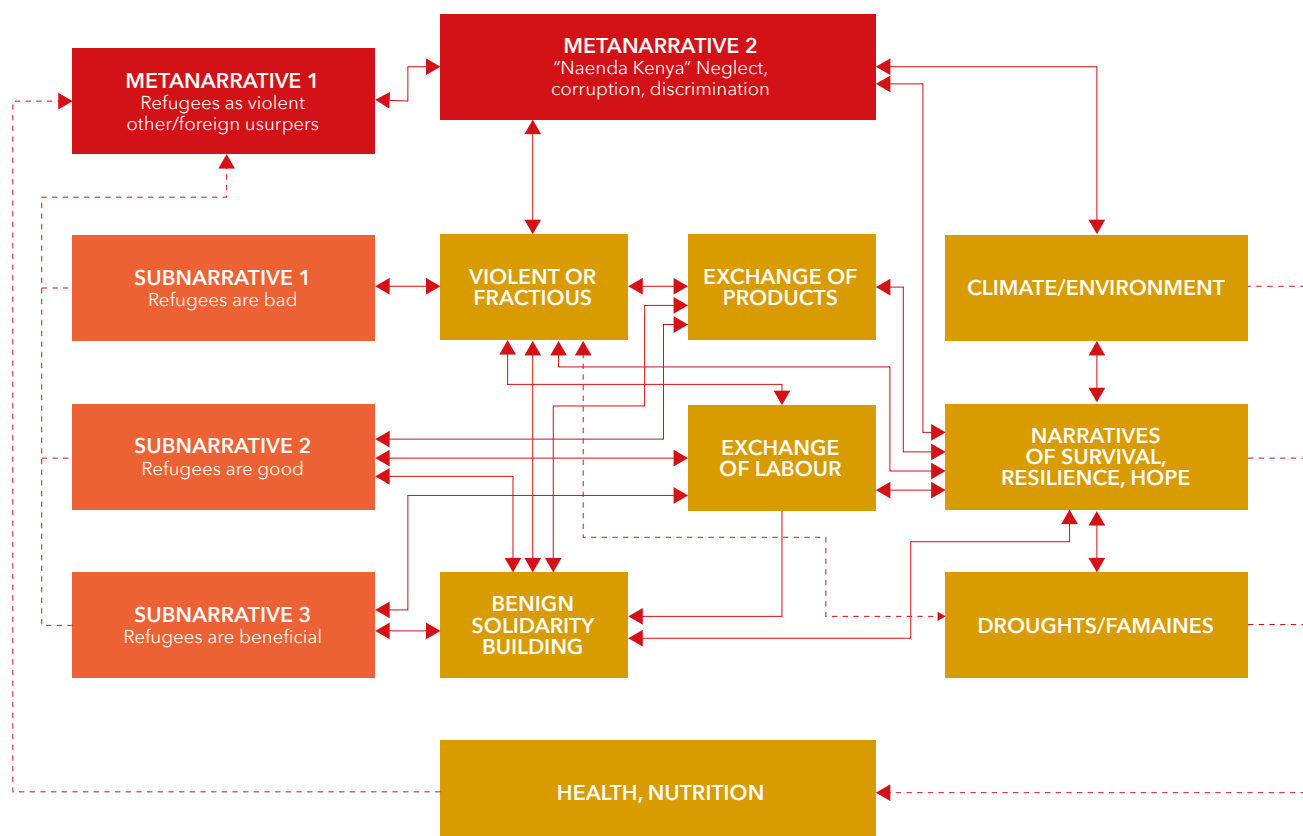 METANARRATIVE 1
Refugees as violent
other/foreign usurpers
METANARRATIVE 2
“Naenda Kenya” Neglect,
corruption, discrimination
SUBNARRATIVE 1
Refugees are bad
VIOLENT OR
FRACTIOUS
EXCHANGE OF
PRODUCTS
CLIMATE/ENVIRONMENT
SUBNARRATIVE 2
Refugees are good
EXCHANGE
OF LABOUR
NARRATIVES
OF SURVIVAL,
RESILIENCE, HOPE
SUBNARRATIVE 3
Refugees are beneficial
BENIGN
SOLIDARITY
BUILDING
DROUGHTS/FAMAINES
HEALTH, NUTRITION